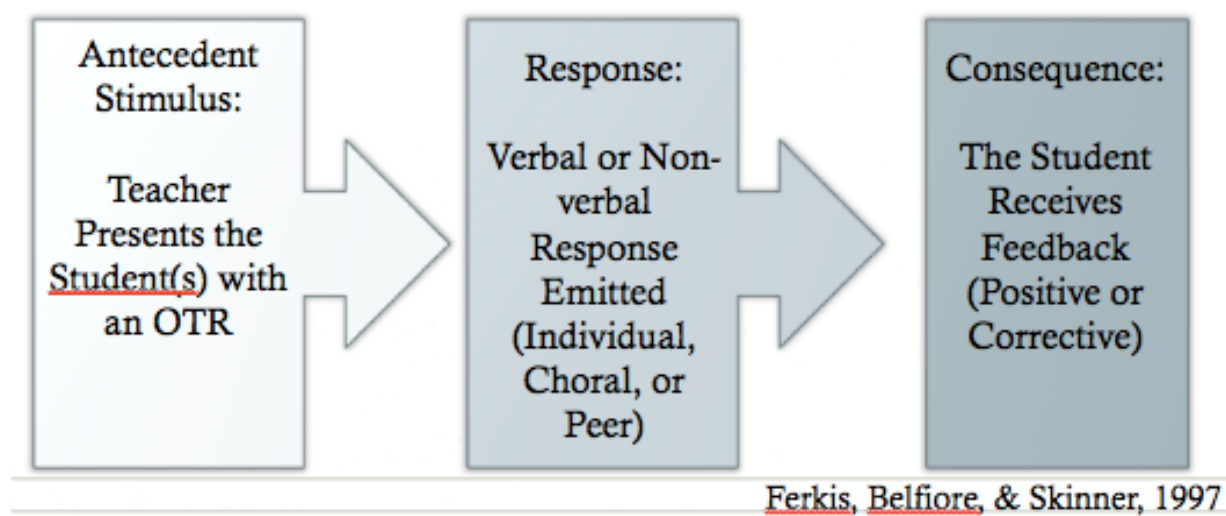 Antecedent
Stimulus:
Teacher
Presents the
Student(s) with
an OTR
Response:
Verbal or Non-
verbal
Response
Emitted
(Individual,
Choral, or
Peer)
Consequence:
The Student
Receives
Feedback
(Positive or
Corrective)
Ferkis, Belfiore, & Skinner, 1997